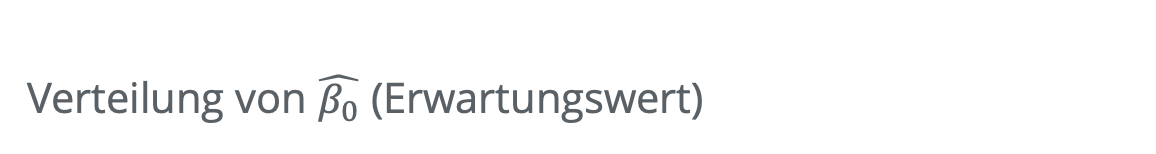 Verteilung von $\widehat{\beta_0}$ (Erwartungswert)